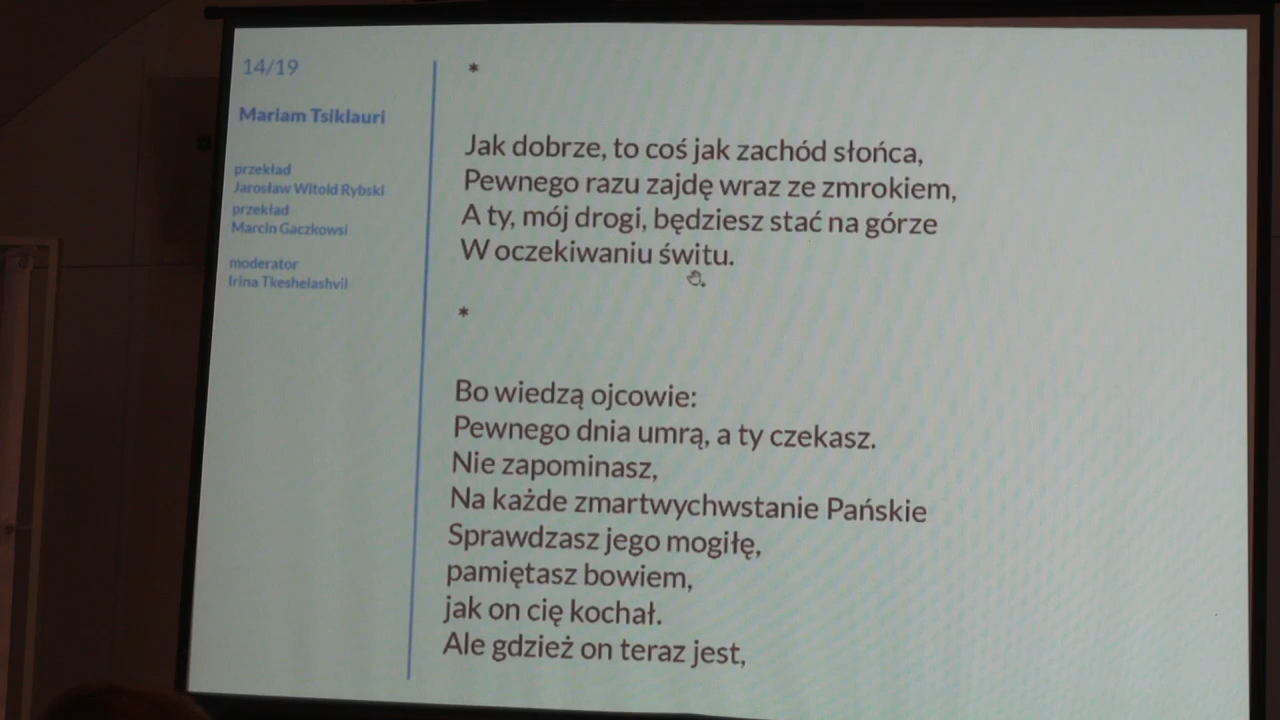 14/19
Mariam Tsiklauri
przekład
Jarosław Witold Rybski
przekład
Marcin Gaczkowsi
moderator
Irina Tkeshelashvil
*
Jak dobrze, to coś jak zachód słońca,
Pewnego razu zajdę wraz ze zmrokiem,
A ty, mój drogi, będziesz stać na górze
W oczekiwaniu świtu.
*
Bo wiedzą ojcowie:
Pewnego dnia umrą, a ty czekasz.
Nie zapominasz,
Na każde zmartwychwstanie Pańskie
Sprawdzasz jego mogiłę,
pamiętasz bowiem,
jak on cię kochał.
Ale gdzież on teraz jest,